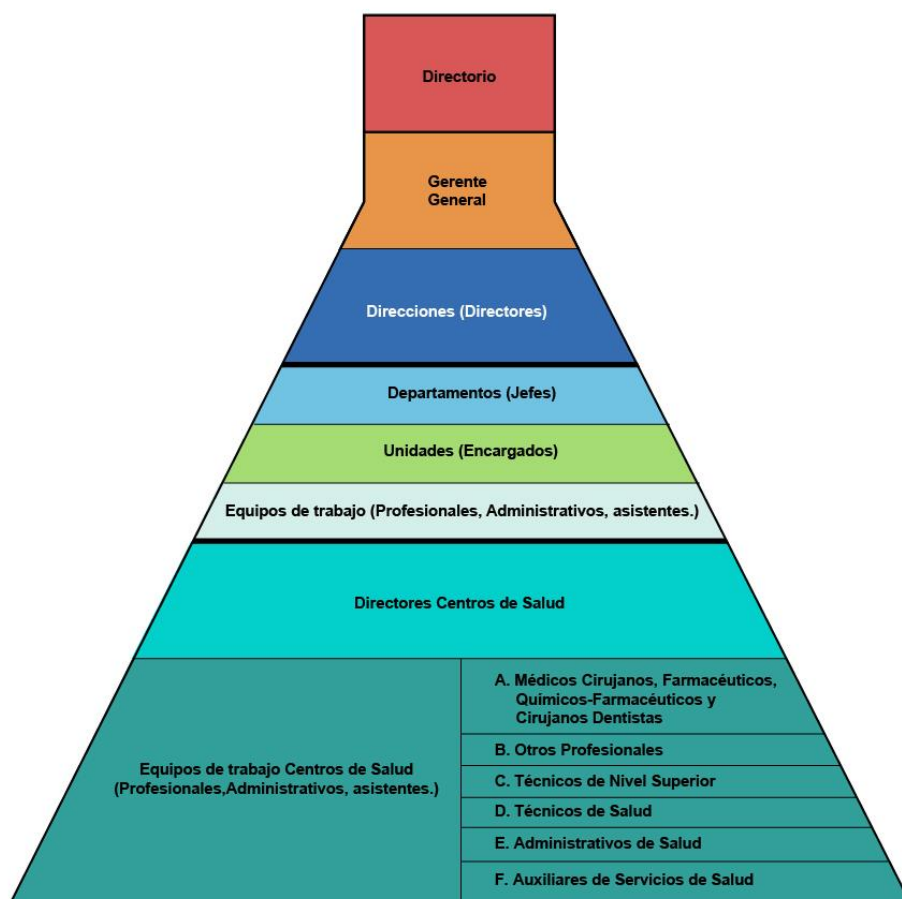 Directorio
Gerente
General
Direcciones (Directores)
Departamentos (Jefes)
Unidades (Encargados)
Equipos de trabajo (Profesionales, Administrativos, asistentes.)
Directores Centros de Salud
Equipos de trabajo Centros de Salud
(Profesionales,Administrativos, asistentes.)
A. Médicos Cirujanos, Farmacéuticos,
Químicos-Farmacéuticos y
Cirujanos Dentistas
B. Otros Profesionales
C. Técnicos de Nivel Superior
D. Técnicos de Salud
E. Administrativos de Salud
F. Auxiliares de Servicios de Salud